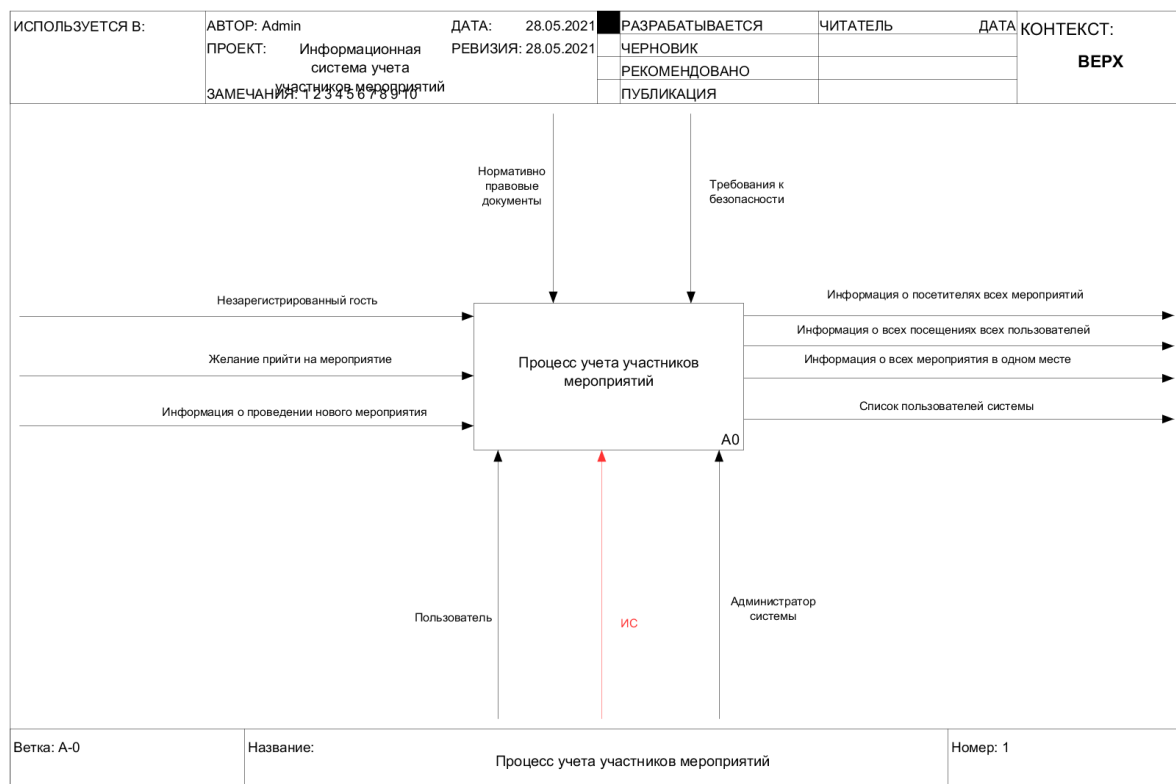 ИСПОЛЬЗУЕТСЯ В:
АВТОР: Admin
ДАТА: 28.05.2021
ПРОЕКТ: Информационная
система учета
участников мероприятий
РЕВИЗИЯ: 28.05.2021
ЗАМЕЧАНИЯ: 1 2 3 4 5 6 7 8 9 10
РАЗРАБАТЫВАЕТСЯ
ЧЕРНОВИК
РЕКОМЕНДОВАНО
ПУБЛИКАЦИЯ
ЧИТАТЕЛЬ
ДАТА
КОНТЕКСТ:
ВЕРХ
Нормативно
правовые
документы
Требования к
безопасности
Незарегистрированный гость
Желание прийти на мероприятие
Информация о проведении нового мероприятия
Процесс учета участников
мероприятий
A0
Информация о посетителях всех мероприятий
Информация о всех посещениях всех пользователей
Информация о всех мероприятия в одном месте
Список пользователей системы
Пользователь
ИС
Администратор
системы
Ветка: A-0
Название:
Процесс учета участников мероприятий
Номер: 1